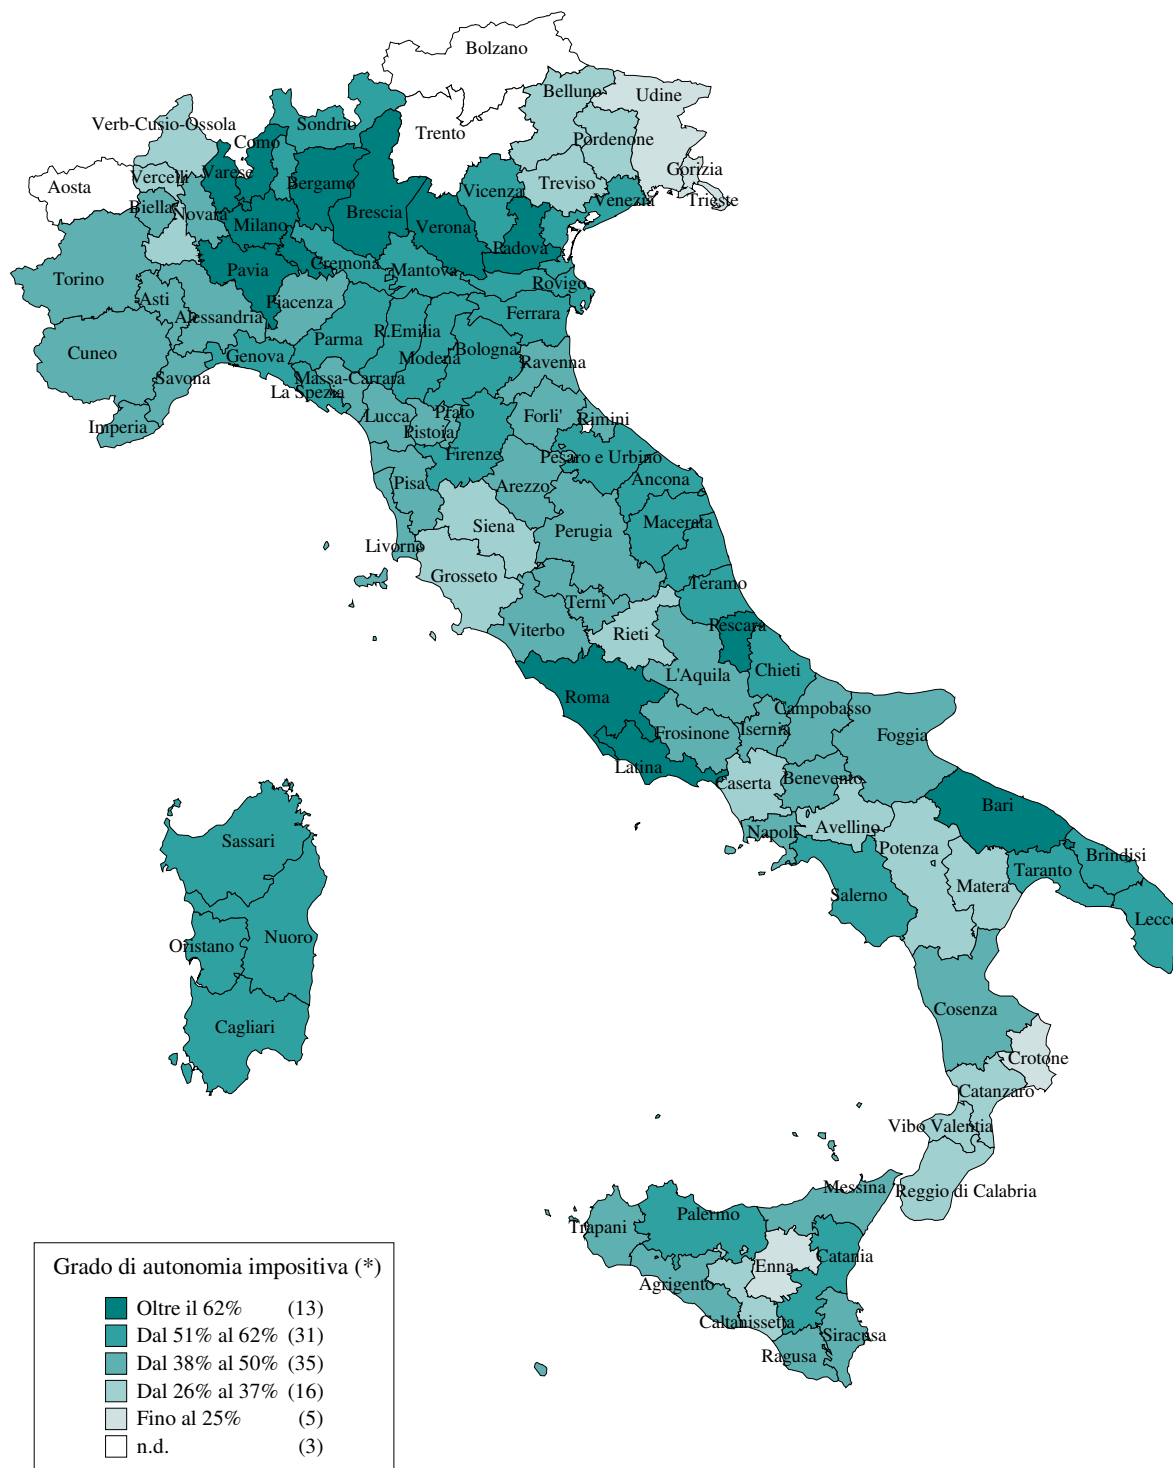 Bolzano
Belluno
Udine
Verb-Cusio-Ossola
Sondrio
Trento
Pordenone
Como
Aosta
Vercelli
Varese
Bergamo
Vicenza
Treviso
Gorizia
Trieste
Venezia
Biella
Novara
Milano
Brescia
Verona
Padova
Torino
Pavia
Cremona
Mantova
Rovigo
Asti
Piacenza
Alessandria
Ferrara
Parma
R.Emilia
Modena
Bologna
Cuneo
Genova
Ravenna
Savona
Massa-Carrara
La Spezia
Imperia
Lucca
Prato
Pistoia
Forli'
Rimini
Firenze
Pesaro e Urbino
Pisa
Arezzo
Ancona
Siena
Macerata
Perugia
Livorno
Grosseto
Teramo
Terni
Viterbo
Rieti
Pescara
L'Aquila
Chieti
Roma
Campobasso
Frosinone
Isernia
Foggia
Latina
Caserta
Benevento
Bari
Sassari
Napoli
Avellino
Potenza
Brindisi
Taranto
Matera
Salerno
Lecce
Oristano
Nuoro
Cosenza
Cagliari
Crotone
Catanzaro
Vibo Valentia
Messina
Reggio di Calabria
Trapani
Palermo
Catania
Enna
Agrigento
Caltanissetta
Siracusa
Ragusa
Grado di autonomia impositiva (*)
Oltre il 62% (13)
Dal 51% al 62% (31)
Dal 38% al 50% (35)
Dal 26% al 37% (16)
Fino al 25% (5)
n.d. (3)